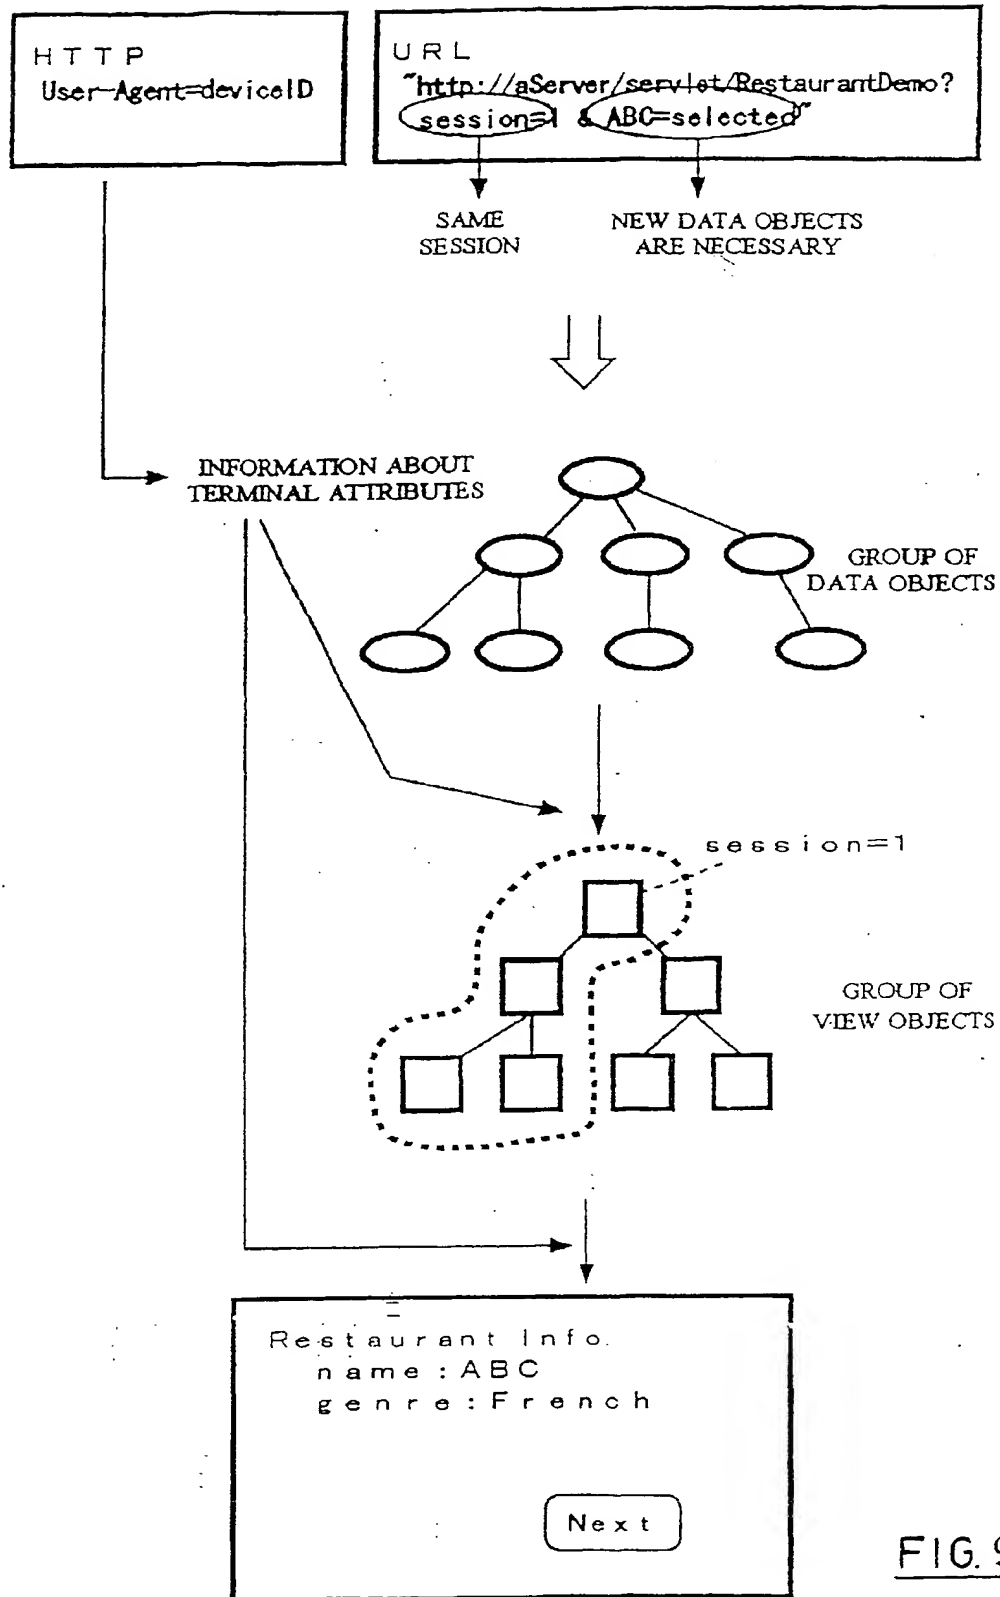 HTTP
User-Agent=deviceID
URL
"http://aServer/servlet/RestaurantDemo?
session=1 & ABC=selected"
SAME
SESSION
NEW DATA OBJECTS
ARE NECESSARY
INFORMATION ABOUT
TERMINAL ATTRIBUTES
GROUP OF
DATA OBJECTS
session=1
GROUP OF
VIEW OBJECTS
Restaurant Info.
name:ABC
genre:French
Next
FIG. 9